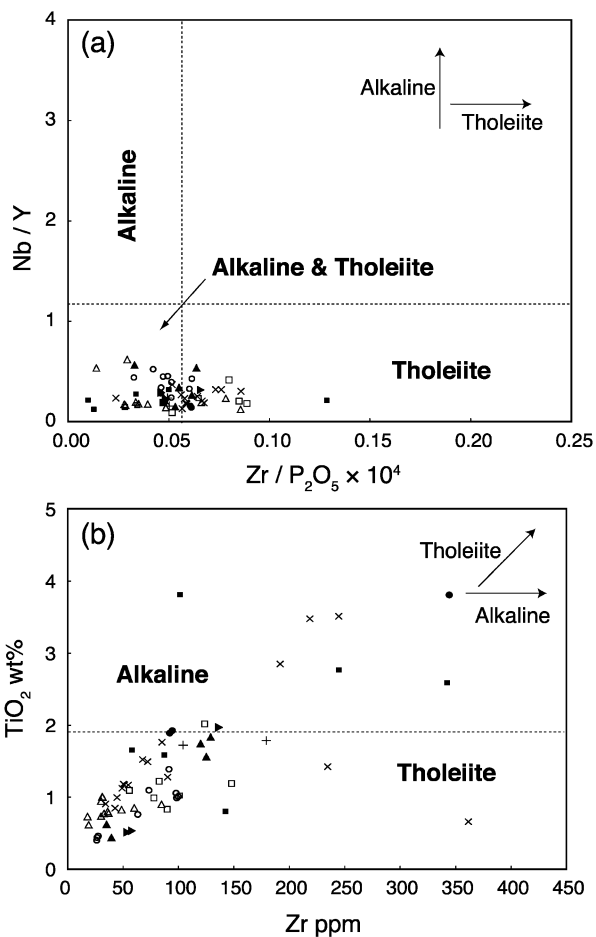 (a)
4
3
2
1
0
Nb / Y
Alkaline
Alkaline
Tholeiite
Alkaline & Tholeiite
Tholeiite
0.00 0.05 0.10 0.15 0.20 0.25
Zr / P₂O₅ × 10⁴
(b)
5
4
3
2
1
0
TiO₂ wt%
Tholeiite
Alkaline
Alkaline
Tholeiite
0 50 100 150 200 250 300 350 400 450
Zr ppm